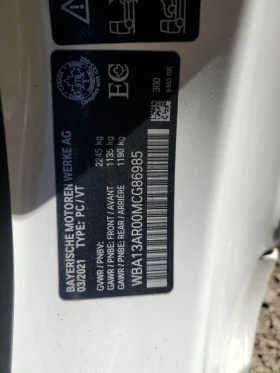 BAYERISCHE MOTOREN WERKE AG
TYPE: PC / VT
03/2021
GVWR / PNBV: 2245 kg
GAWR / PNBE: FRONT / AVANT 1135 kg
GAWR / PNBE: REAR / ARRIÈRE 1190 kg
WBA13AR00MCG86985
300